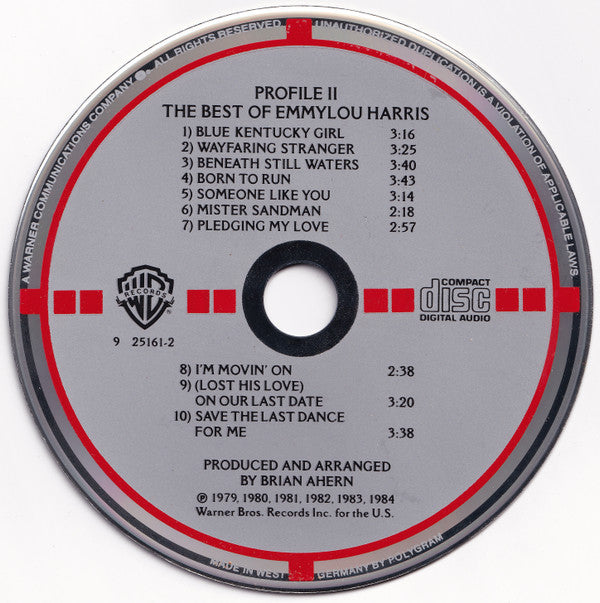 A WARNER COMMUNICATIONS COMPANY. ALL RIGHTS RESERVED
UNAUTHORIZED DUPLICATION IS A VIOLATION OF APPLICABLE LAWS
PROFILE II
THE BEST OF EMMYLOU HARRIS
1) BLUE KENTUCKY GIRL 3:16
2) WAYFARING STRANGER 3:25
3) BENEATH STILL WATERS 3:40
4) BORN TO RUN 3:43
5) SOMEONE LIKE YOU 3:14
6) MISTER SANDMAN 2:18
7) PLEDGING MY LOVE 2:57
WB
RECORDS
®
COMPACT
disc
DIGITAL AUDIO
9 25161-2
8) I'M MOVIN' ON 2:38
9) (LOST HIS LOVE)
ON OUR LAST DATE 3:20
10) SAVE THE LAST DANCE
FOR ME 3:38
PRODUCED AND ARRANGED
BY BRIAN AHERN
℗ 1979, 1980, 1981, 1982, 1983, 1984
Warner Bros. Records Inc. for the U.S.
MADE IN WEST GERMANY BY POLYGRAM